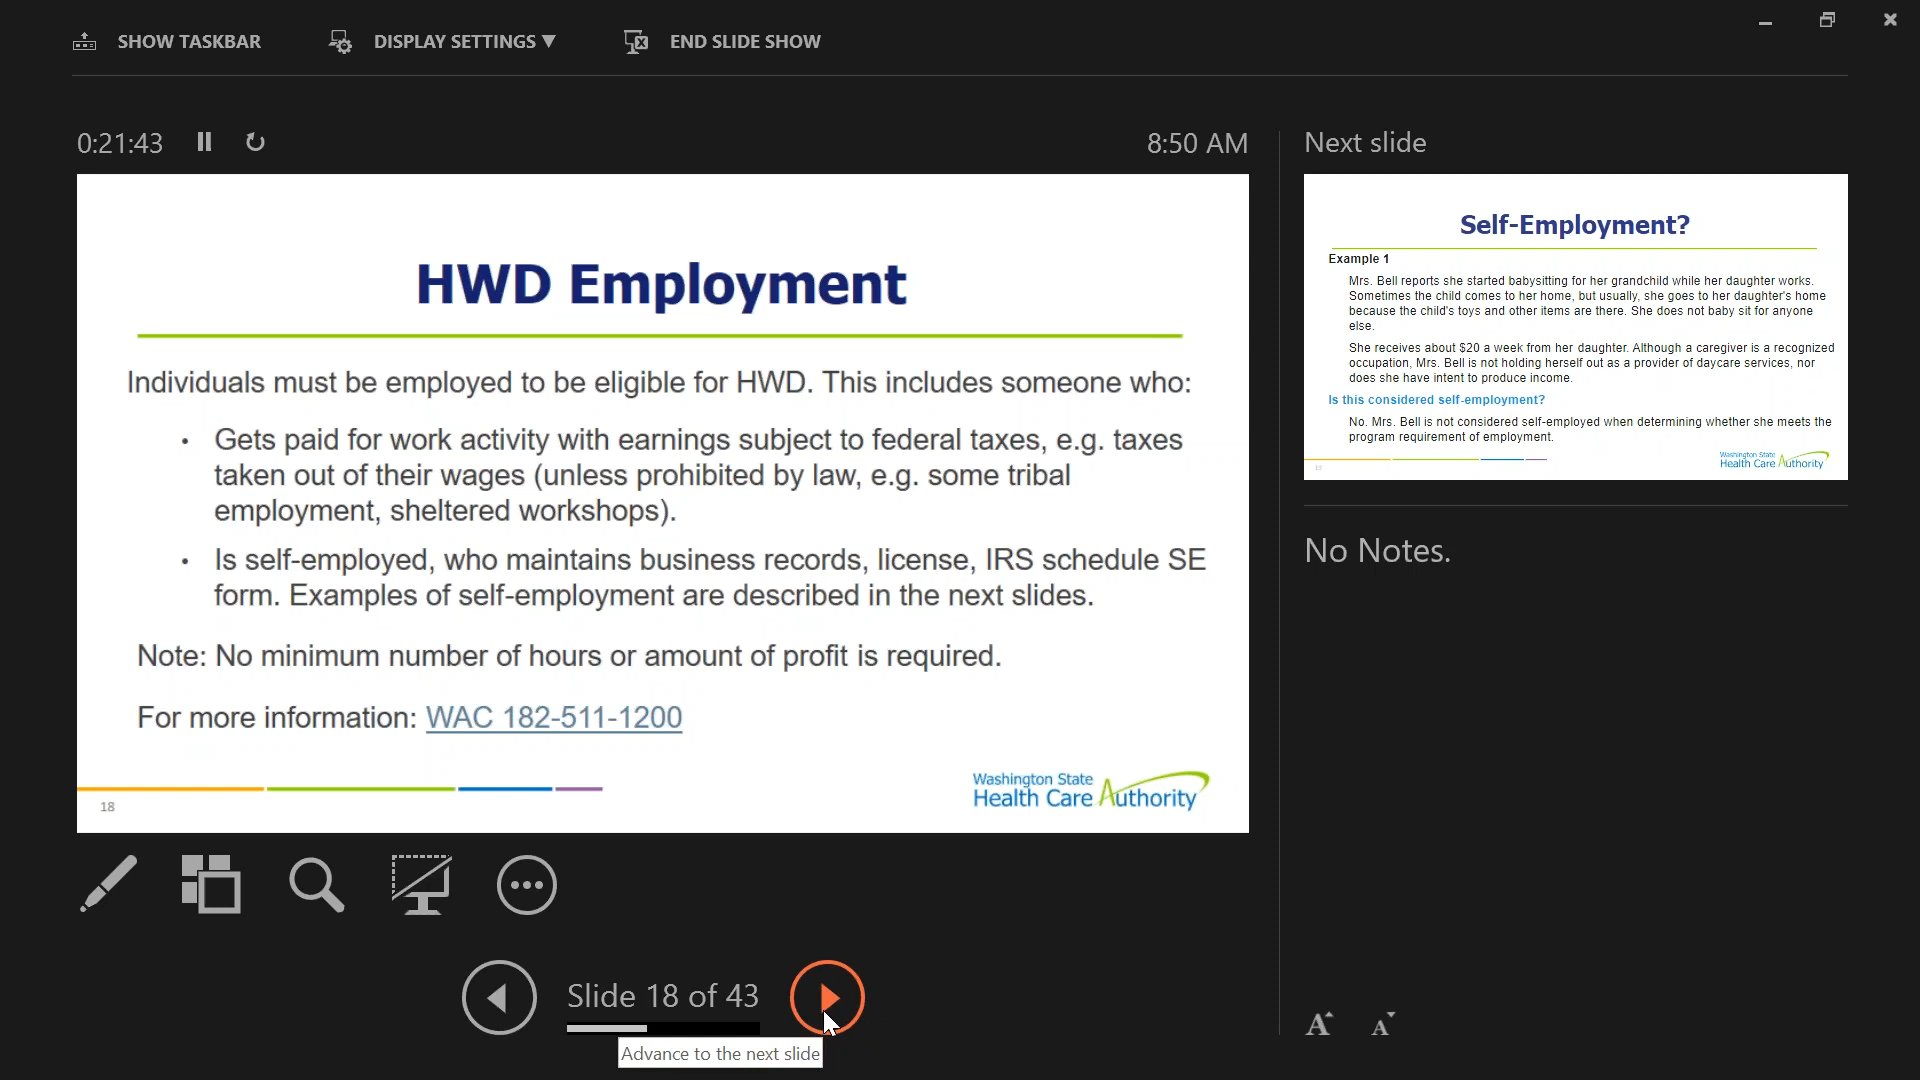 SHOW TASKBAR
DISPLAY SETTINGS ▼
END SLIDE SHOW
0:21:43
8:50 AM
HWD Employment
Individuals must be employed to be eligible for HWD. This includes someone who:
• Gets paid for work activity with earnings subject to federal taxes, e.g. taxes
taken out of their wages (unless prohibited by law, e.g. some tribal
employment, sheltered workshops).
• Is self-employed, who maintains business records, license, IRS schedule SE
form. Examples of self-employment are described in the next slides.
Note: No minimum number of hours or amount of profit is required.
For more information: WAC 182-511-1200
18
Washington State
Health Care Authority
Slide 18 of 43
Advance to the next slide
Next slide
Self-Employment?
Example 1
Mrs. Bell reports she started babysitting for her grandchild while her daughter works.
Sometimes the child comes to her home, but usually, she goes to her daughter's home
because the child's toys and other items are there. She does not baby sit for anyone
else.
She receives about $20 a week from her daughter. Although a caregiver is a recognized
occupation, Mrs. Bell is not holding herself out as a provider of daycare services, nor
does she have intent to produce income.
Is this considered self-employment?
No. Mrs. Bell is not considered self-employed when determining whether she meets the
program requirement of employment.
Washington State
Health Care Authority
No Notes.
A
A